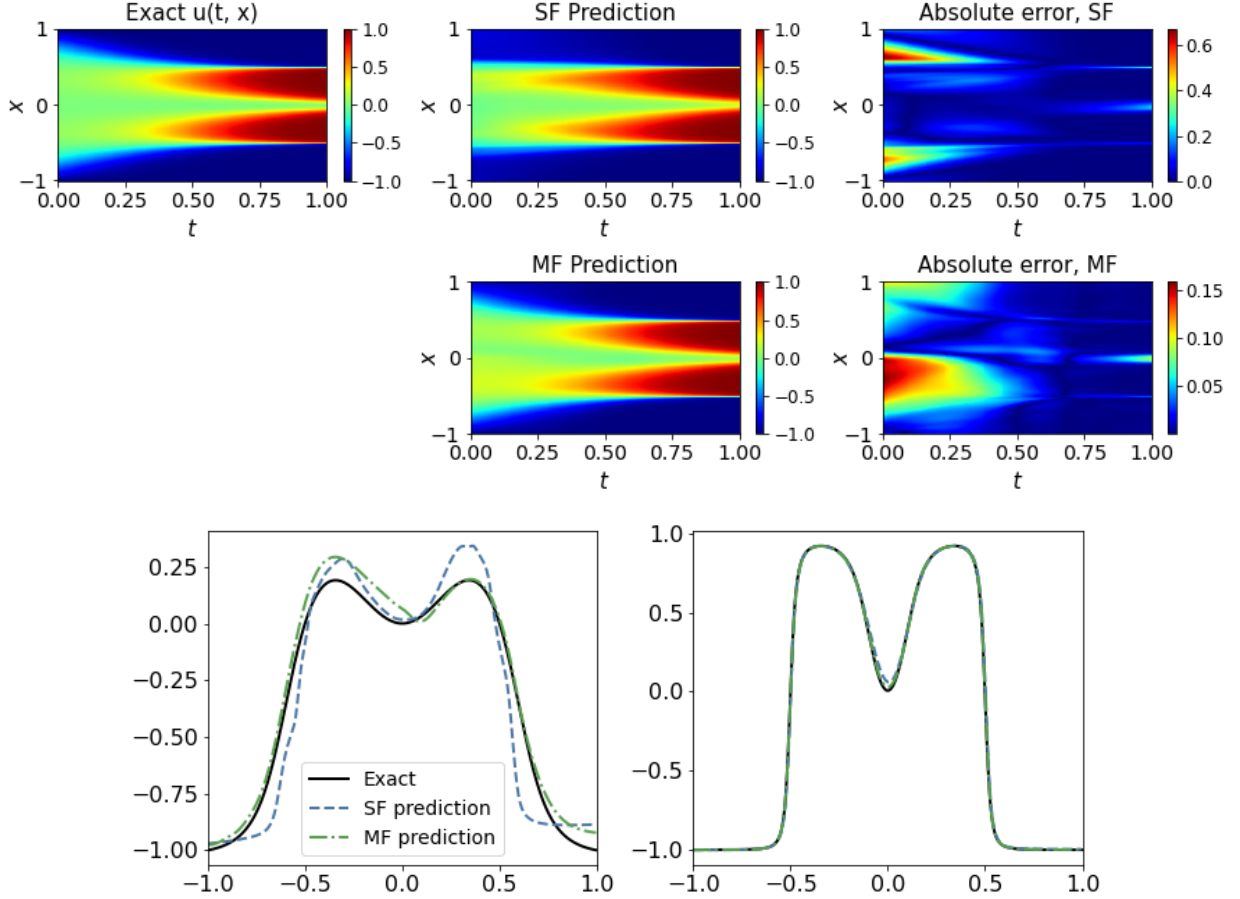 Exact u(t, x)
SF Prediction
Absolute error, SF
1
0
−1
x
0.00 0.25 0.50 0.75 1.00
t
1.0
0.5
0.0
−0.5
−1.0
1
0
−1
x
0.00 0.25 0.50 0.75 1.00
t
1.0
0.5
0.0
−0.5
−1.0
1
0
−1
x
0.00 0.25 0.50 0.75 1.00
t
0.6
0.4
0.2
0.0
MF Prediction
Absolute error, MF
1
0
−1
x
0.00 0.25 0.50 0.75 1.00
t
1.0
0.5
0.0
−0.5
−1.0
1
0
−1
x
0.00 0.25 0.50 0.75 1.00
t
0.15
0.10
0.05
0.25
0.00
−0.25
−0.50
−0.75
−1.00
−1.0 −0.5 0.0 0.5 1.0
Exact
SF prediction
MF prediction
1.0
0.5
0.0
−0.5
−1.0
−1.0 −0.5 0.0 0.5 1.0